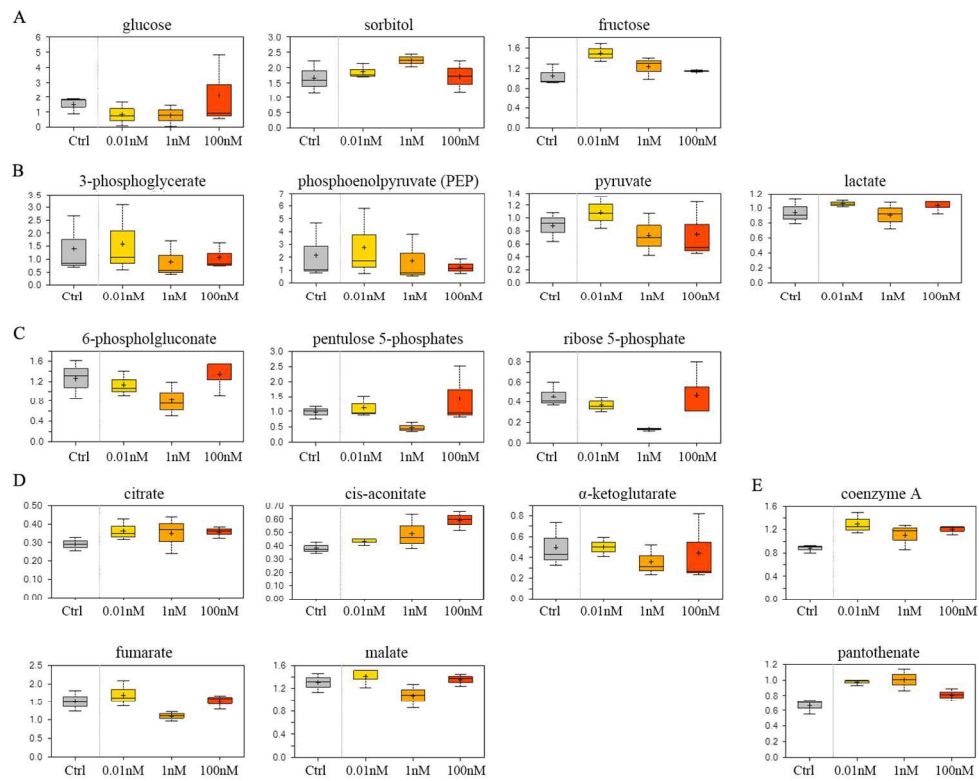 A
glucose
6
5
4
3
2
1
0
Ctrl 0.01nM 1nM 100nM
sorbitol
3.0
2.5
2.0
1.5
1.0
0.5
0.0
Ctrl 0.01nM 1nM 100nM
fructose
1.6
1.2
1.0
0.8
0.4
0.0
Ctrl 0.01nM 1nM 100nM
B
3-phosphoglycerate
3.5
3.0
2.5
2.0
1.5
1.0
0.5
0.0
Ctrl 0.01nM 1nM 100nM
phosphoenolpyruvate (PEP)
7
5
4
3
2
1
0
Ctrl 0.01nM 1nM 100nM
pyruvate
1.4
1.2
1.0
0.8
0.6
0.4
0.2
0.0
Ctrl 0.01nM 1nM 100nM
lactate
1.2
1.0
0.8
0.6
0.4
0.2
0.0
Ctrl 0.01nM 1nM 100nM
C
6-pholsphogluconate
1.6
1.2
0.8
0.4
0.0
Ctrl 0.01nM 1nM 100nM
pentulose 5-phosphates
3.0
2.5
2.0
1.5
1.0
0.5
0.0
Ctrl 0.01nM 1nM 100nM
ribose 5-phosphate
0.8
0.6
0.4
0.2
0.0
Ctrl 0.01nM 1nM 100nM
D
citrate
0.50
0.40
0.30
0.20
0.10
0.00
Ctrl 0.01nM 1nM 100nM
cis-aconitate
0.70
0.60
0.50
0.40
0.30
0.20
0.10
0.00
Ctrl 0.01nM 1nM 100nM
α-ketoglutarate
0.8
0.6
0.4
0.2
0.0
Ctrl 0.01nM 1nM 100nM
E
coenzyme A
1.6
1.2
0.8
0.4
0.0
Ctrl 0.01nM 1nM 100nM
fumarate
2.5
2.0
1.5
1.0
0.5
0.0
Ctrl 0.01nM 1nM 100nM
malate
1.6
1.2
1.0
0.8
0.4
0.0
Ctrl 0.01nM 1nM 100nM
pantothenate
1.2
1.0
0.8
0.6
0.4
0.2
0.0
Ctrl 0.01nM 1nM 100nM